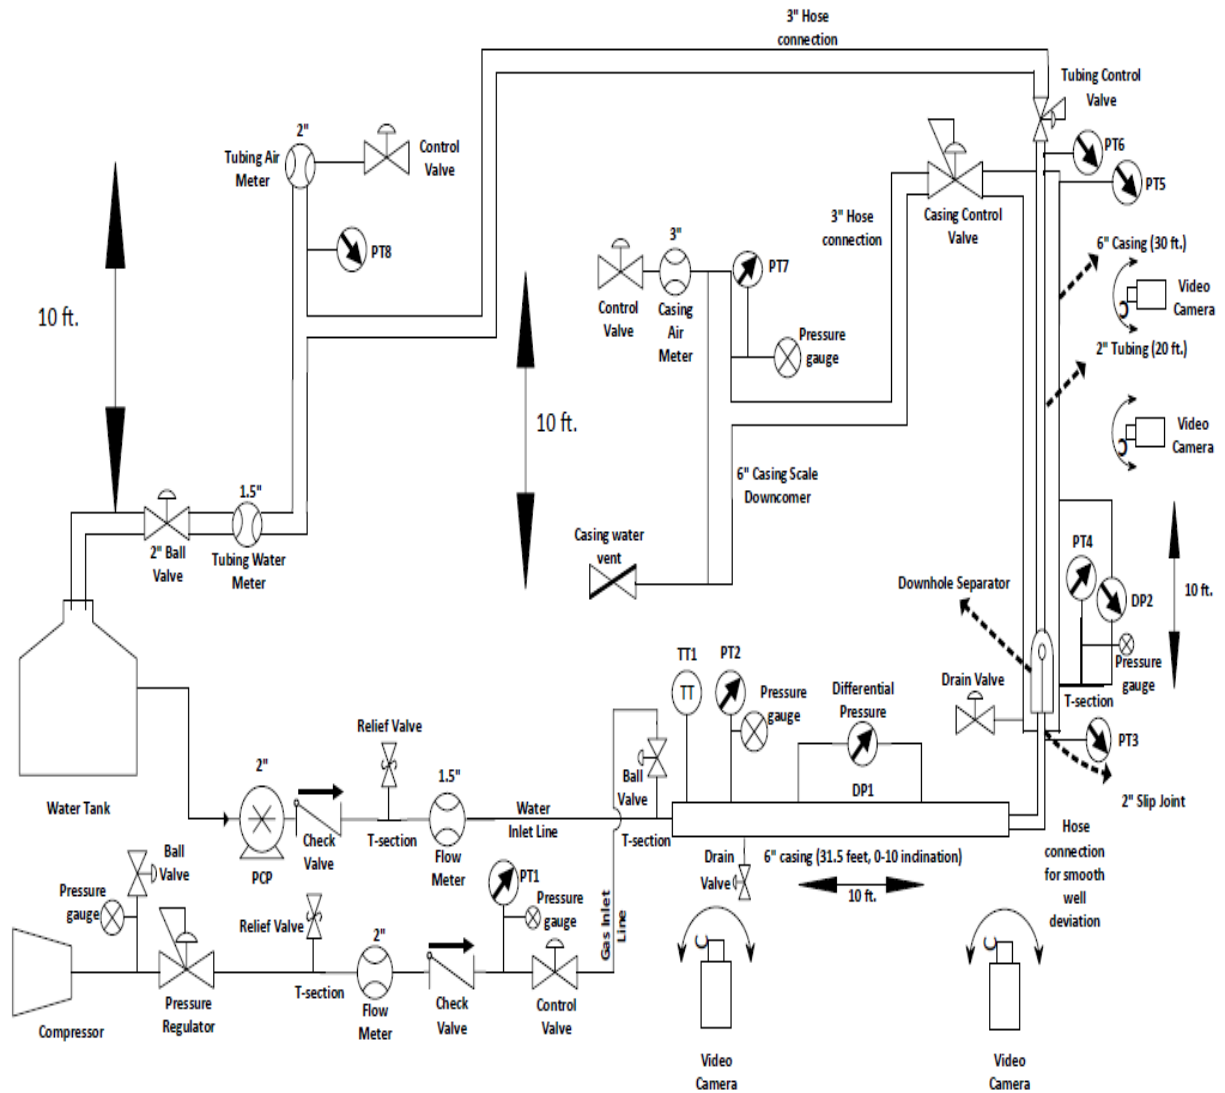 3" Hose
connection
Tubing Control
Valve
2"
Tubing Air
Meter
Control
Valve
PT6
PT5
PT8
3" Hose
connection
Casing Control
Valve
10 ft.
3"
PT7
Control
Valve
Casing
Air
Meter
Pressure
gauge
6" Casing (30 ft.)
Video
Camera
2" Tubing (20 ft.)
10 ft.
Video
Camera
6" Casing Scale
Downcomer
1.5"
2" Ball
Valve
Tubing Water
Meter
Casing water
vent
PT4
Downhole Separator
DP2
10 ft.
TT1
PT2
TT
Pressure
gauge
Differential
Pressure
DP1
Drain Valve
Pressure
gauge
T-section
PT3
2" Slip Joint
Relief Valve
Ball
Valve
Water Tank
2"
PCP
Check
Valve
T-section
1.5"
Flow
Meter
Water
Inlet Line
T-section
Drain
Valve
6" casing (31.5 feet, 0-10 indination)
10 ft.
Hose
connection
for smooth
well
deviation
Ball
Valve
Pressure
gauge
Relief Valve
PT1
Pressure
gauge
Gas Inlet
Line
Compressor
Pressure
Regulator
T-section
2"
Flow
Meter
Check
Valve
Control
Valve
Video
Camera
Video
Camera